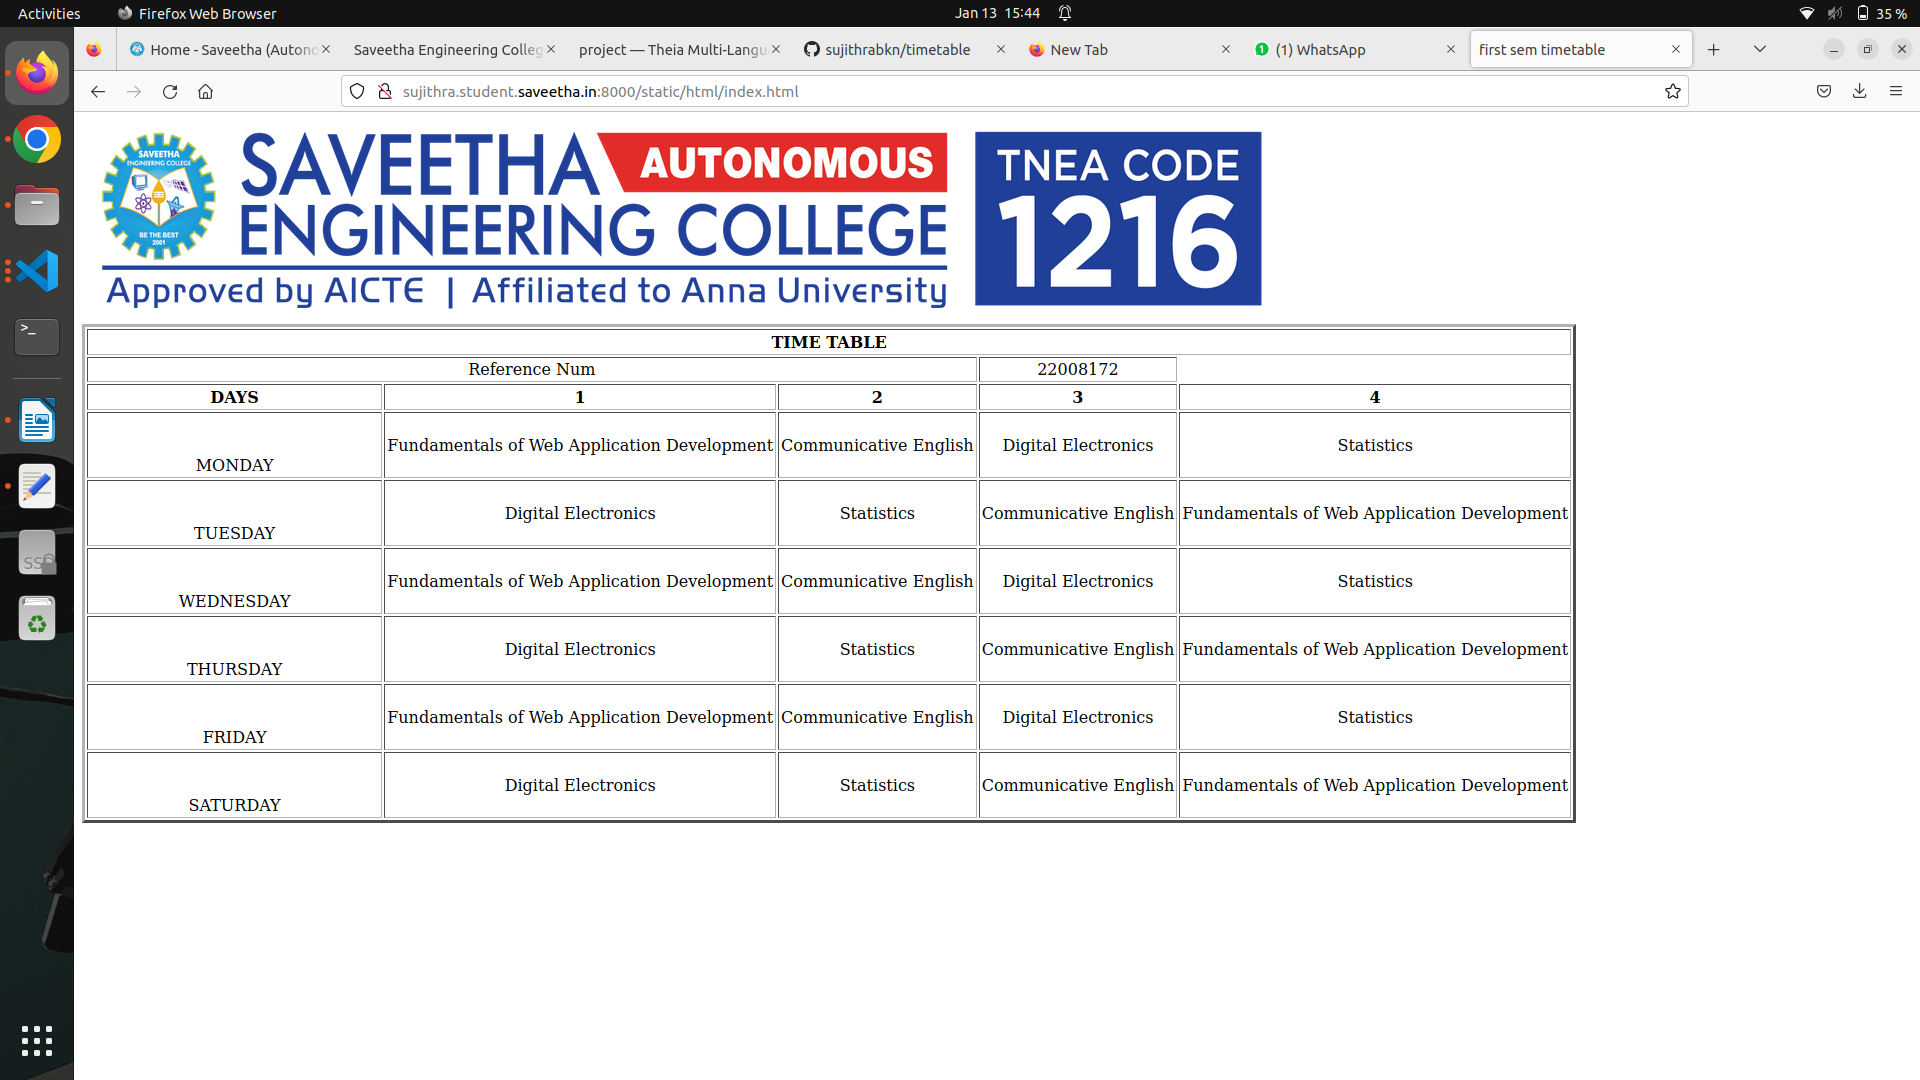 Activities Firefox Web Browser Jan 13 15:44 35 %
Home - Saveetha (Autono Saveetha Engineering Colleg project — Theia Multi-Langu sujithrabkn/timetable New Tab (1) WhatsApp first sem timetable
sujithra.student.saveetha.in:8000/static/html/index.html
SAVEETHA
ENGINEERING COLLEGE
BE THE BEST
2001
SAVEETHA AUTONOMOUS
ENGINEERING COLLEGE
Approved by AICTE | Affiliated to Anna University
TNEA CODE
1216
TIME TABLE
Reference Num 22008172
DAYS 1 2 3 4
MONDAY Fundamentals of Web Application Development Communicative English Digital Electronics Statistics
TUESDAY Digital Electronics Statistics Communicative English Fundamentals of Web Application Development
WEDNESDAY Fundamentals of Web Application Development Communicative English Digital Electronics Statistics
THURSDAY Digital Electronics Statistics Communicative English Fundamentals of Web Application Development
FRIDAY Fundamentals of Web Application Development Communicative English Digital Electronics Statistics
SATURDAY Digital Electronics Statistics Communicative English Fundamentals of Web Application Development